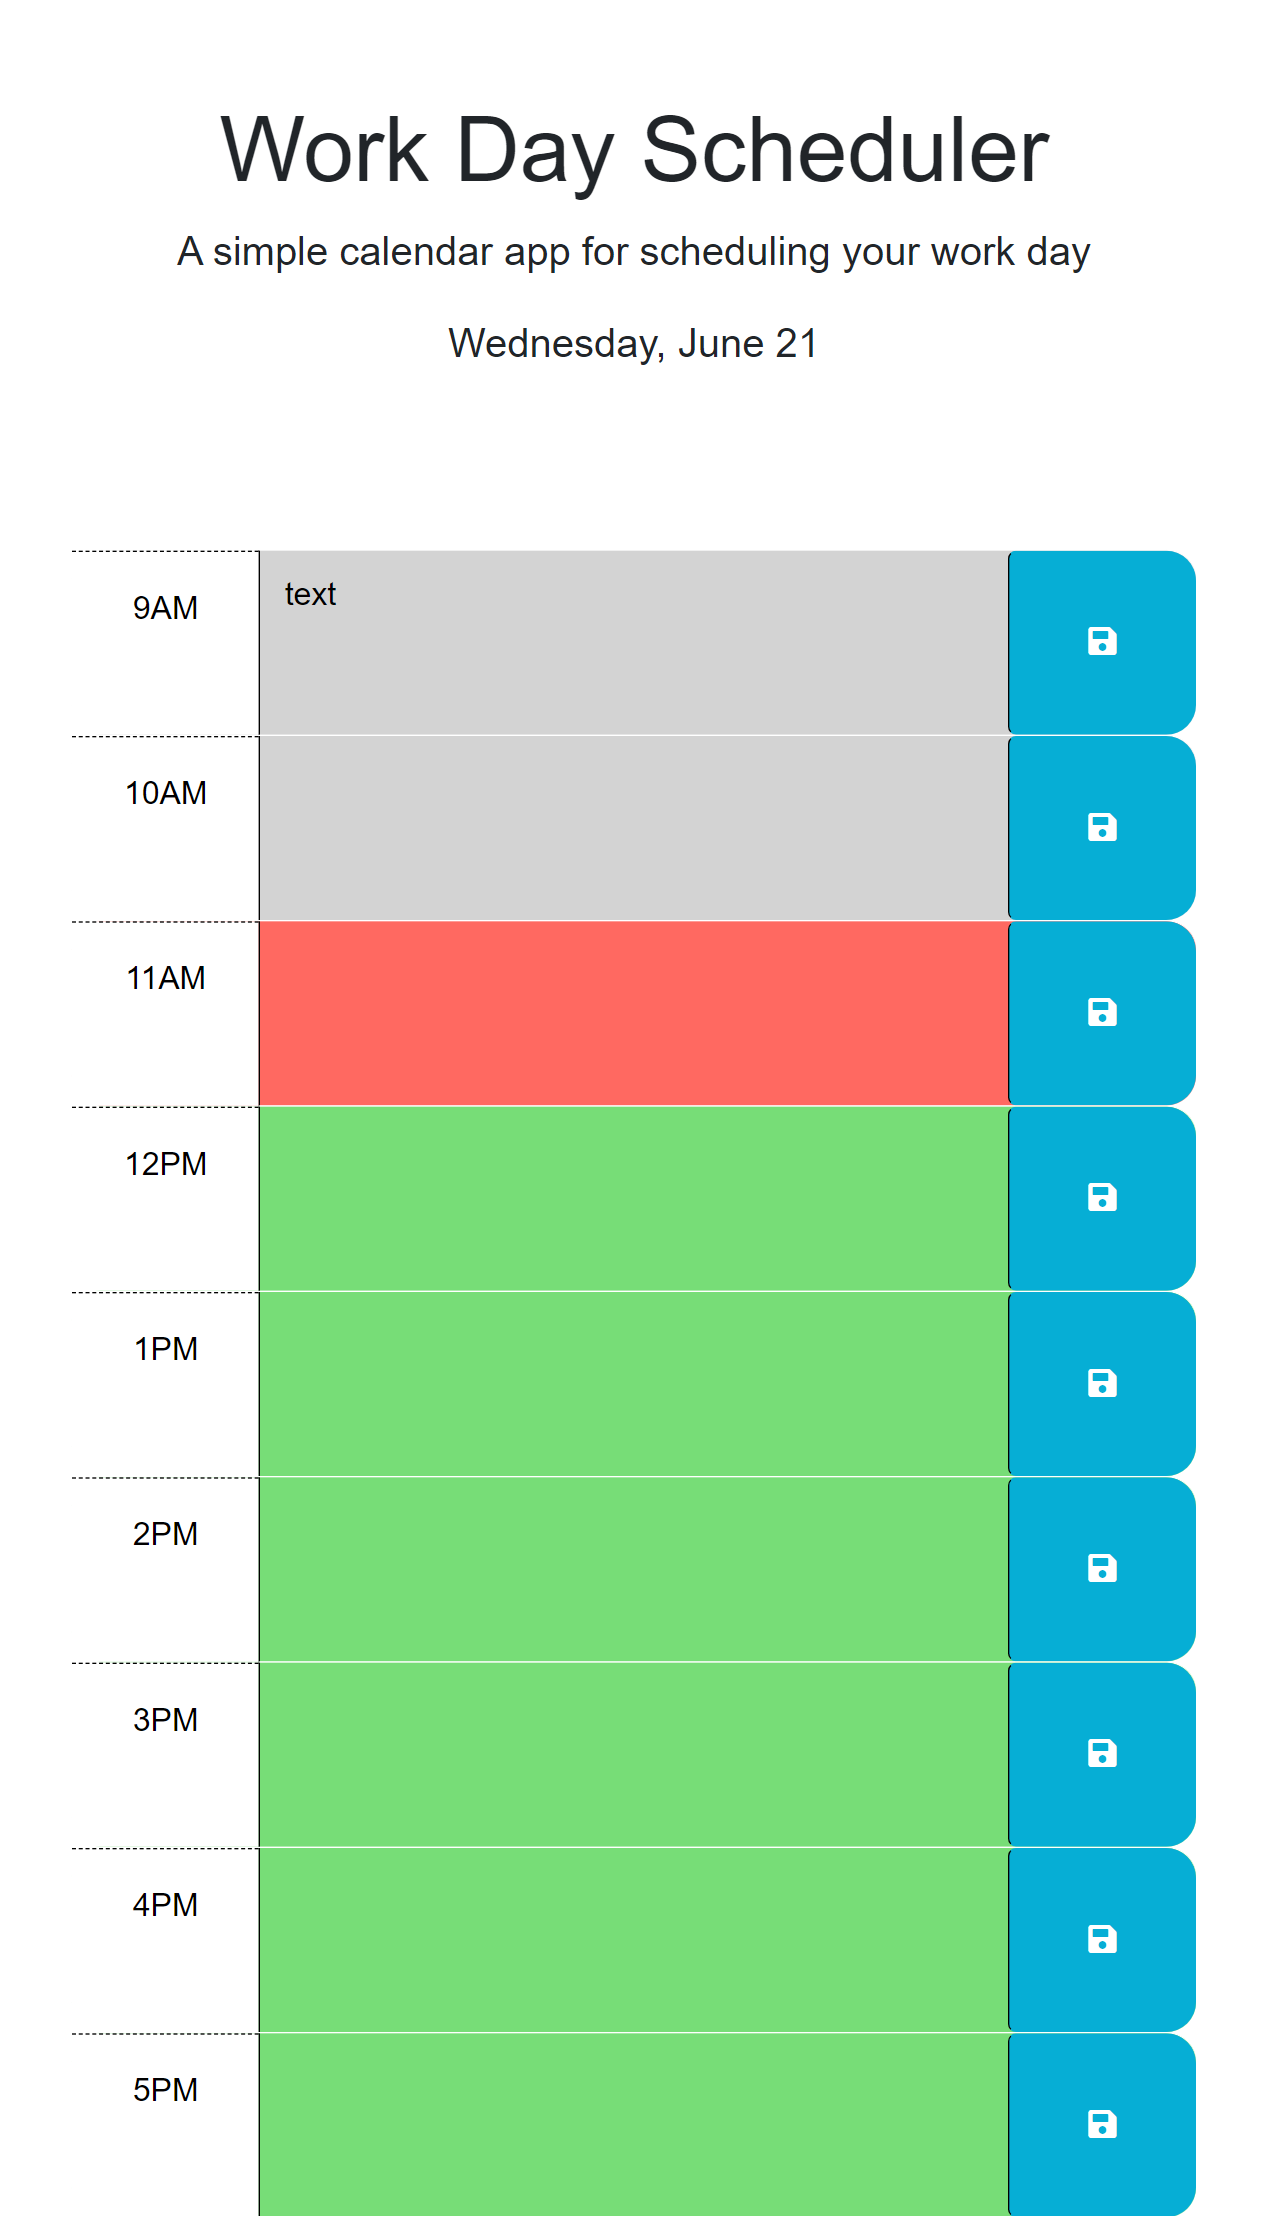 Work Day Scheduler
A simple calendar app for scheduling your work day
Wednesday, June 21
9AM
text
10AM
11AM
12PM
1PM
2PM
3PM
4PM
5PM